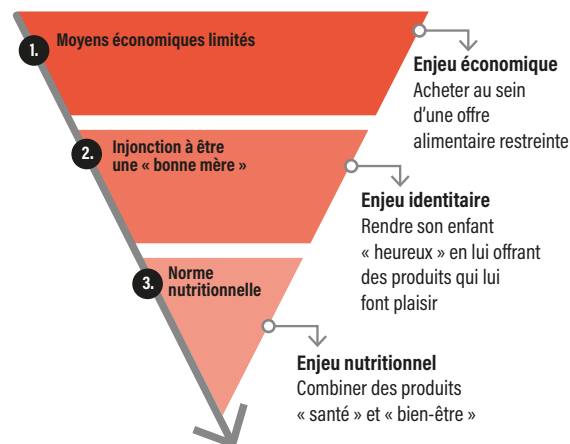 1.
Moyens économiques limités
Enjeu économique
Acheter au sein
d'une offre
alimentaire restreinte
2.
Injonction à être
une « bonne mère »
Enjeu identitaire
Rendre son enfant
« heureux » en lui offrant
des produits qui lui
font plaisir
3.
Norme
nutritionnelle
Enjeu nutritionnel
Combiner des produits
« santé » et « bien-être »